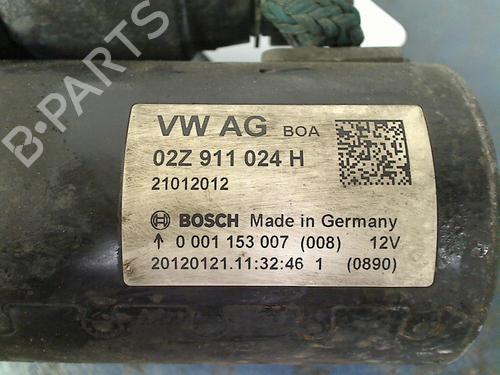 VW AG BOA
02Z 911 024 H
21012012
BOSCH Made in Germany
↑ 0 001 153 007 (008) 12V
20120121.11:32:46 1 (0890)
B-PARTS